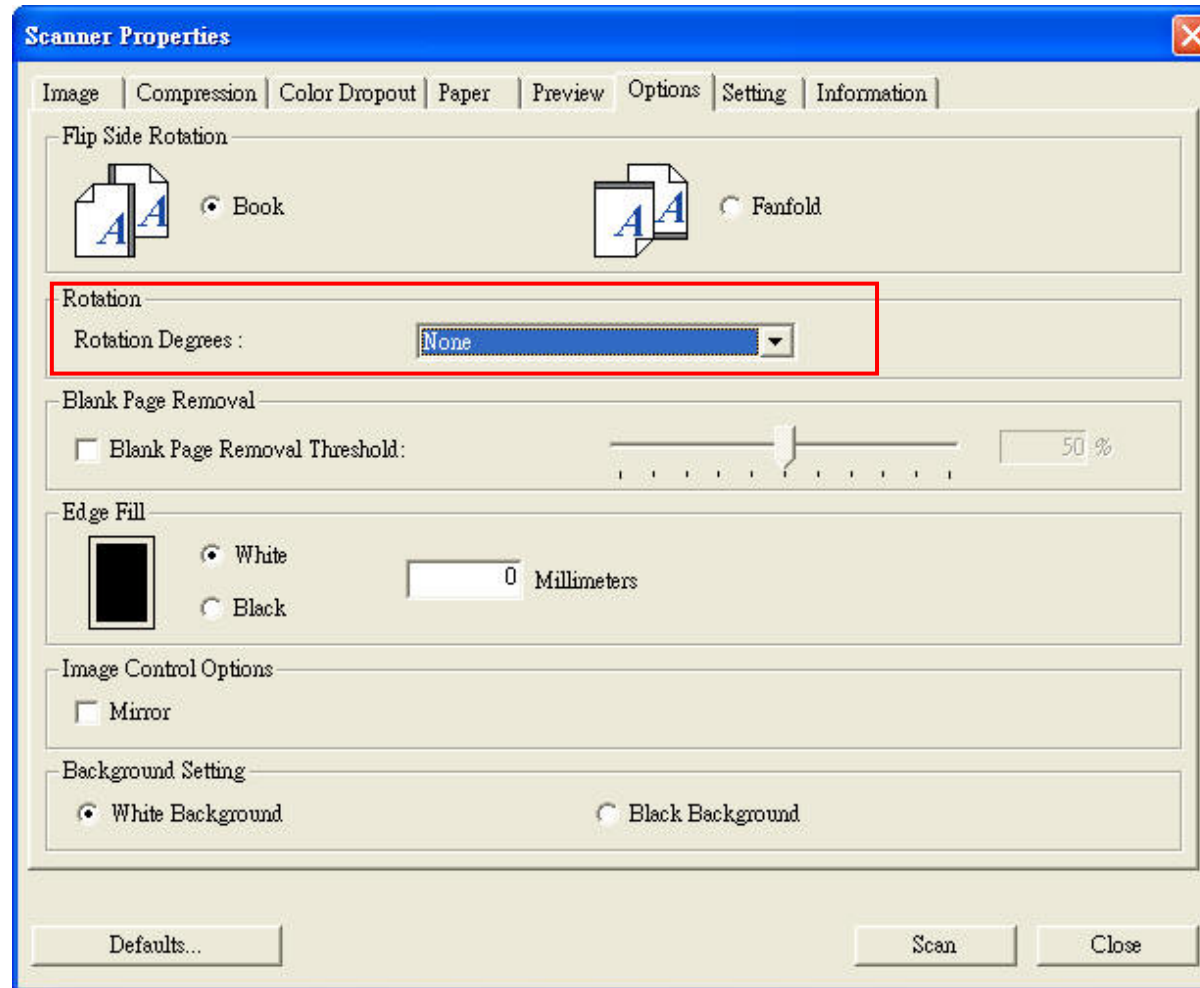 Scanner Properties
Image Compression Color Dropout Paper Preview Options Setting Information
Flip Side Rotation
A A Book A A Fanfold
Rotation
Rotation Degrees : None
Blank Page Removal
Blank Page Removal Threshold: 50 %
Edge Fill
White
0 Millimeters
Black
Image Control Options
Mirror
Background Setting
White Background Black Background
Defaults... Scan Close